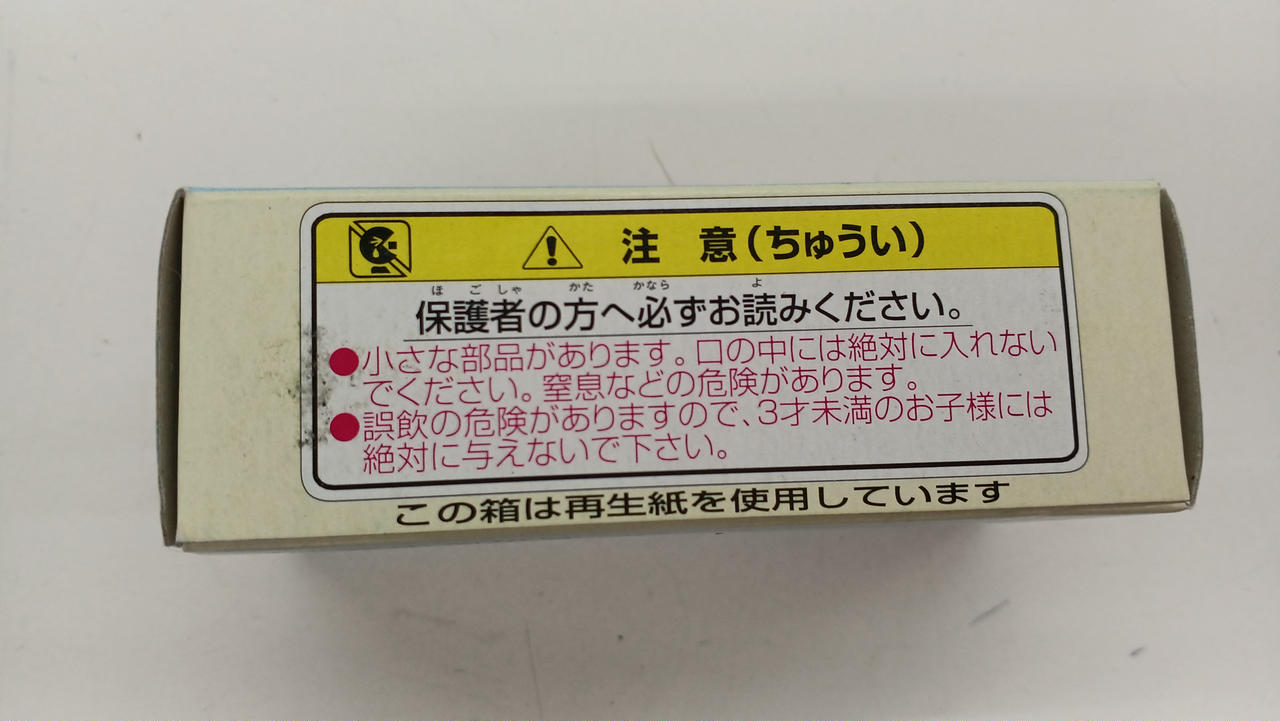 注 意(ちゅうい)
ほ ご しゃ かた かなら よ
保護者の方へ必ずお読みください。
●小さな部品があります。口の中には絶対に入れない
でください。窒息などの危険があります。
●誤飲の危険がありますので、3才未満のお子様には
絶対に与えないで下さい。
この箱は再生紙を使用しています